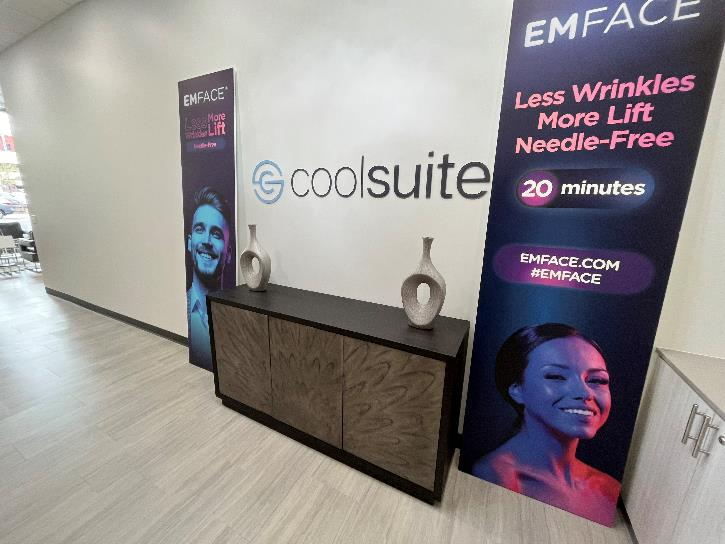 EMFACE®
Less More
Wrinkles Lift
Needle-Free
coolsuite
EMFACE
Less Wrinkles
More Lift
Needle-Free
20 minutes
EMFACE.COM
#EMFACE